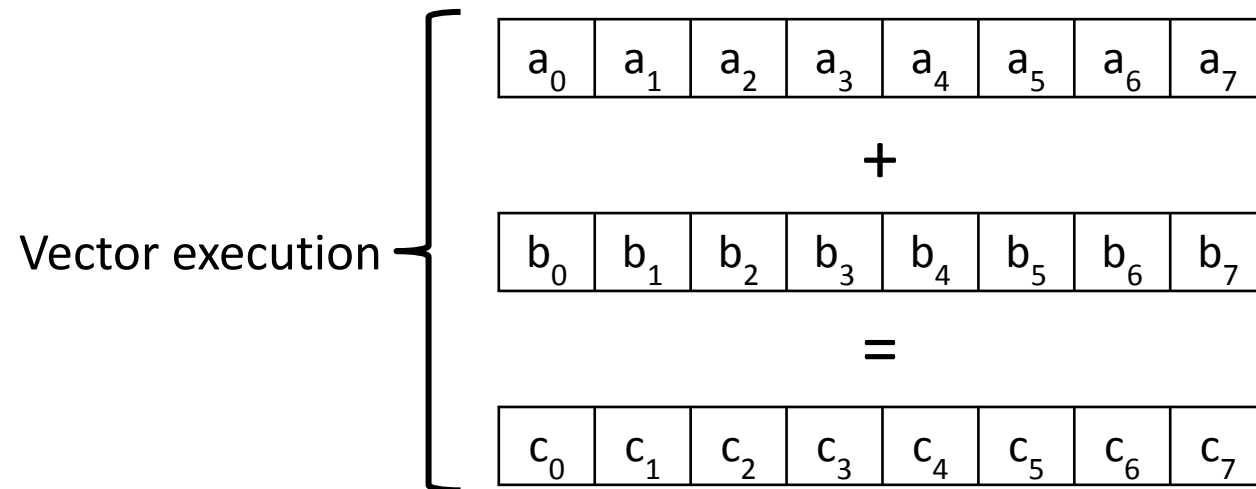 a₀ a₁ a₂ a₃ a₄ a₅ a₆ a₇
+
Vector execution
b₀ b₁ b₂ b₃ b₄ b₅ b₆ b₇
=
c₀ c₁ c₂ c₃ c₄ c₅ c₆ c₇